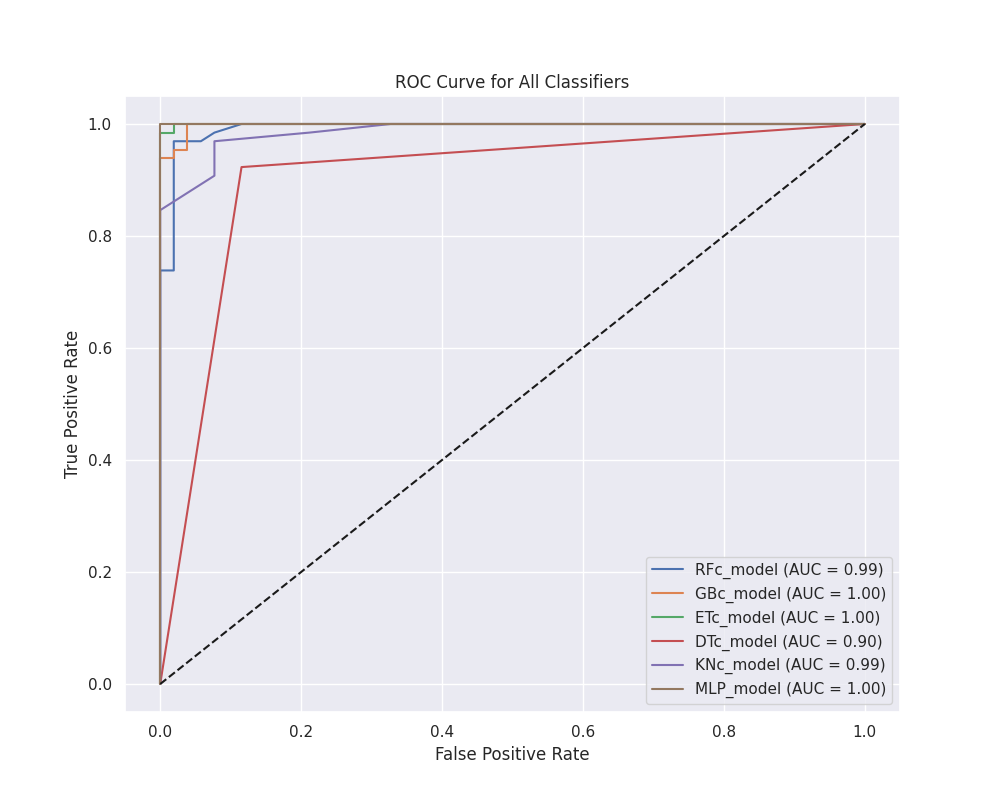 ROC Curve for All Classifiers
True Positive Rate
1.0
0.8
0.6
0.4
0.2
0.0
0.0 0.2 0.4 0.6 0.8 1.0
False Positive Rate
RFc_model (AUC = 0.99)
GBc_model (AUC = 1.00)
ETc_model (AUC = 1.00)
DTc_model (AUC = 0.90)
KNc_model (AUC = 0.99)
MLP_model (AUC = 1.00)